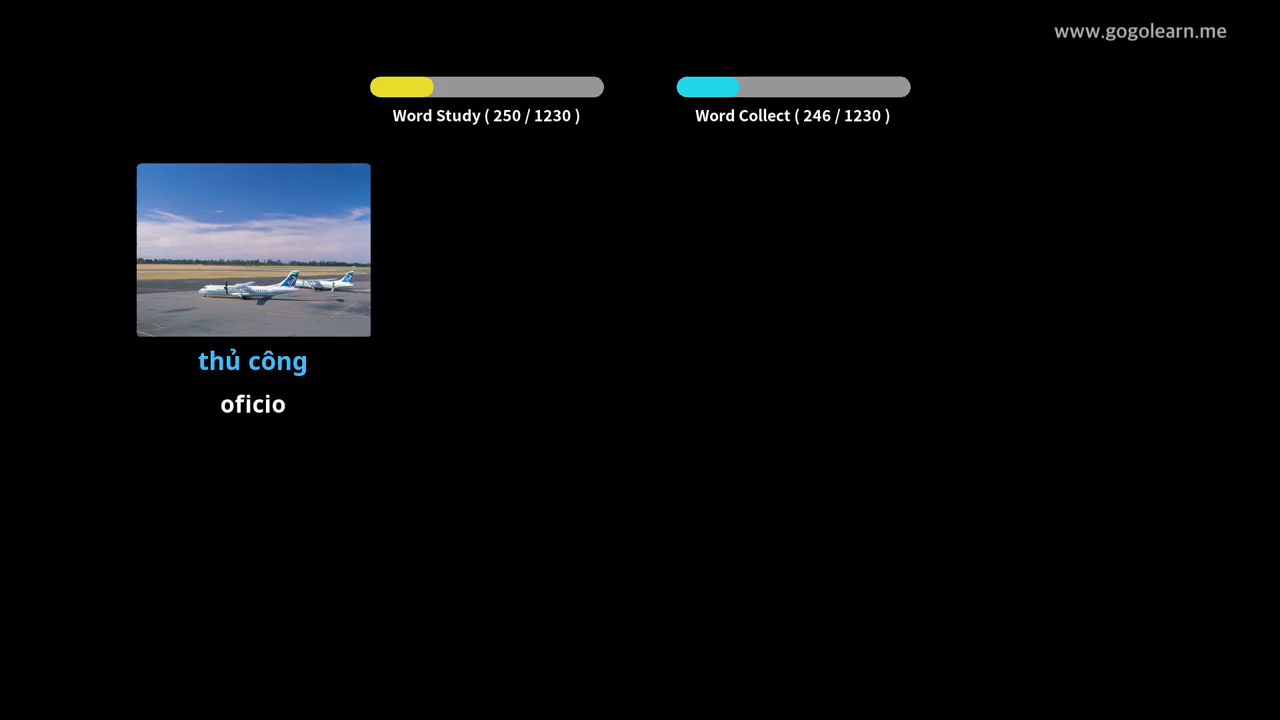 www.gogolearn.me
Word Study ( 250 / 1230 )
Word Collect ( 246 / 1230 )
thủ công
oficio